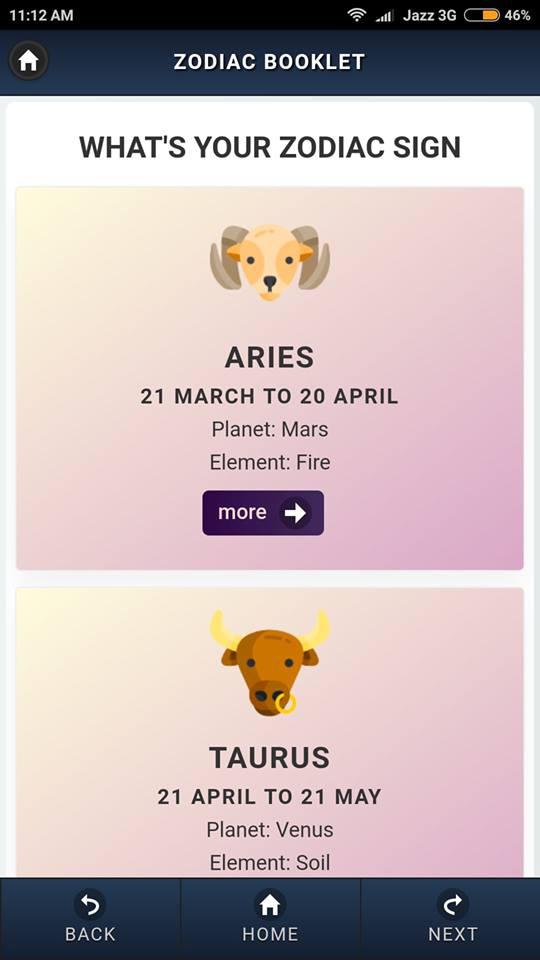 11:12 AM Jazz 3G 46%
ZODIAC BOOKLET
WHAT'S YOUR ZODIAC SIGN
ARIES
21 MARCH TO 20 APRIL
Planet: Mars
Element: Fire
more
TAURUS
21 APRIL TO 21 MAY
Planet: Venus
Element: Soil
BACK HOME NEXT